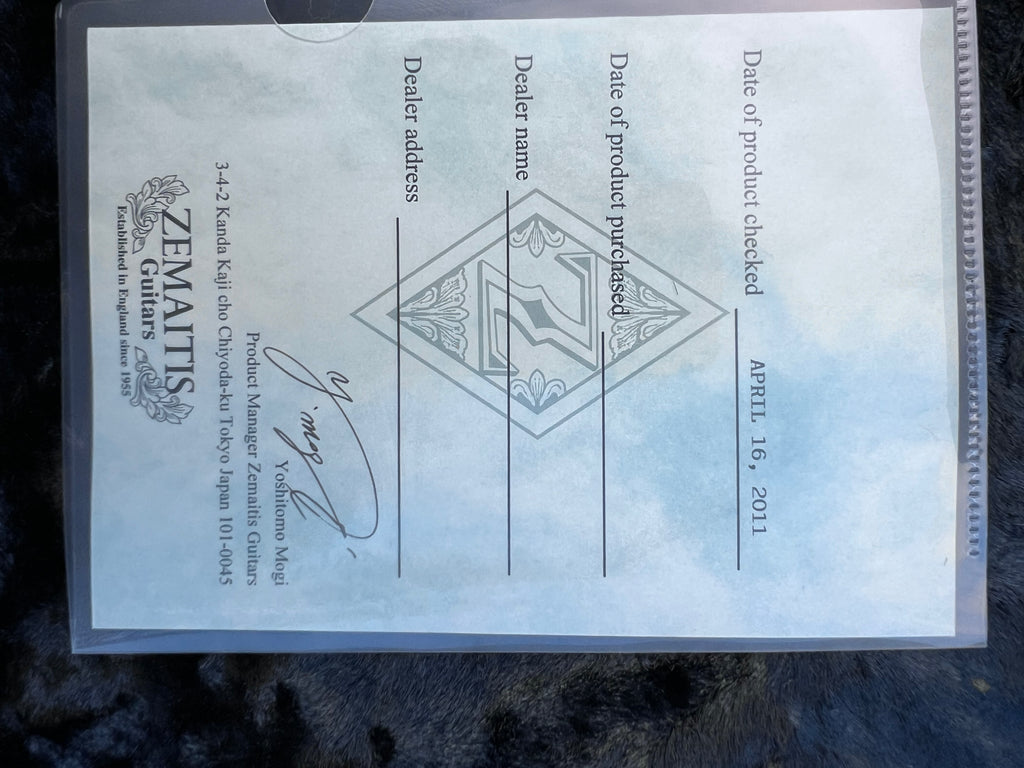 Date of product checked APRIL 16, 2011
Date of product purchased
Dealer name
Dealer address
Y. Mogi
Yoshitomo Mogi
Product Manager Zemaitis Guitars
3-4-2 Kanda Kaji cho Chiyoda-ku Tokyo Japan 101-0045
ZEMAITIS
Guitars
Established in England since 1955